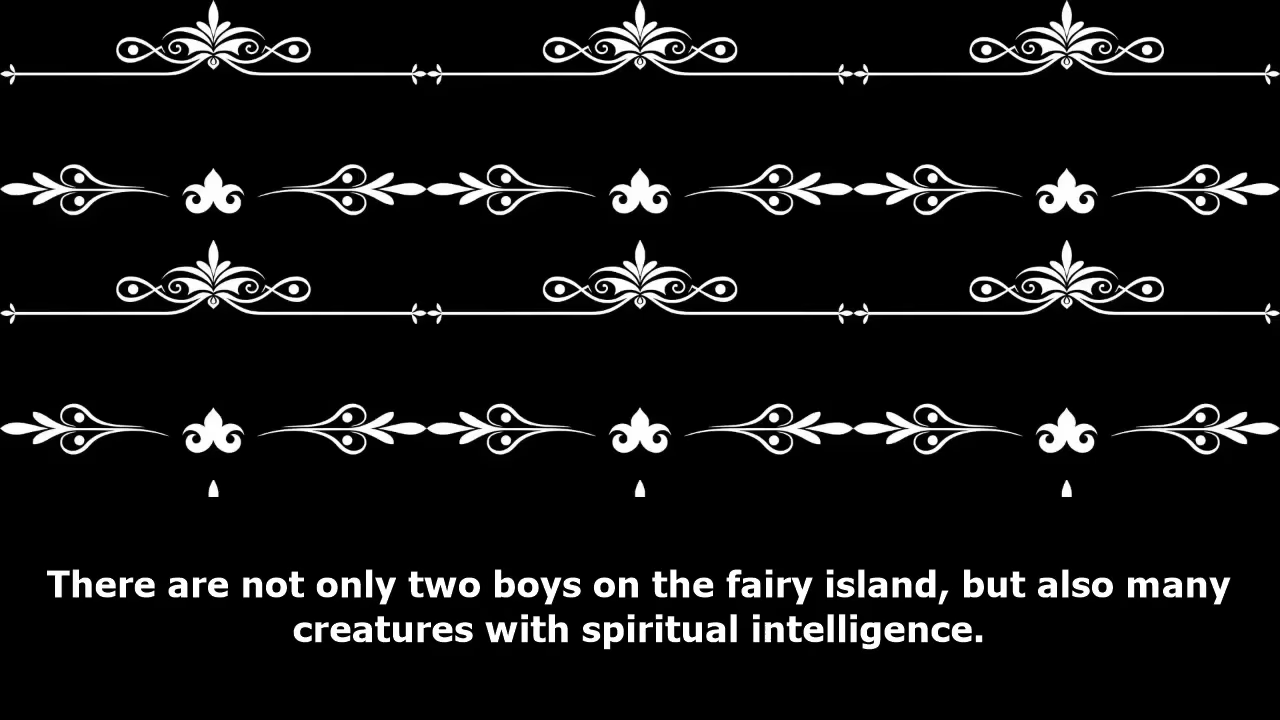 There are not only two boys on the fairy island, but also many
creatures with spiritual intelligence.